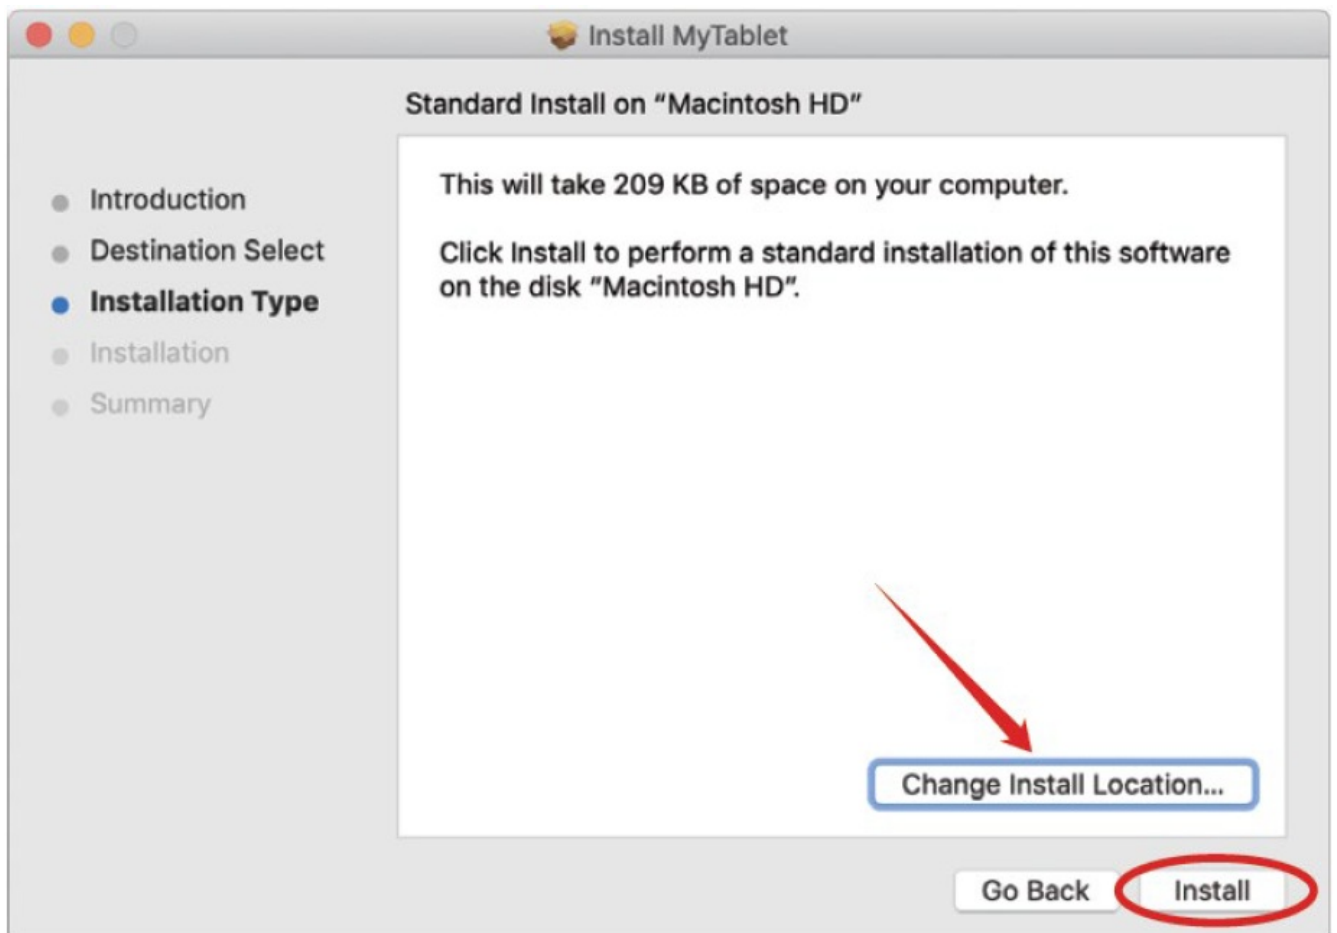 Install MyTablet
Standard Install on “Macintosh HD”
Introduction
Destination Select
Installation Type
Installation
Summary
This will take 209 KB of space on your computer.
Click Install to perform a standard installation of this software
on the disk “Macintosh HD”.
Change Install Location...
Go Back
Install